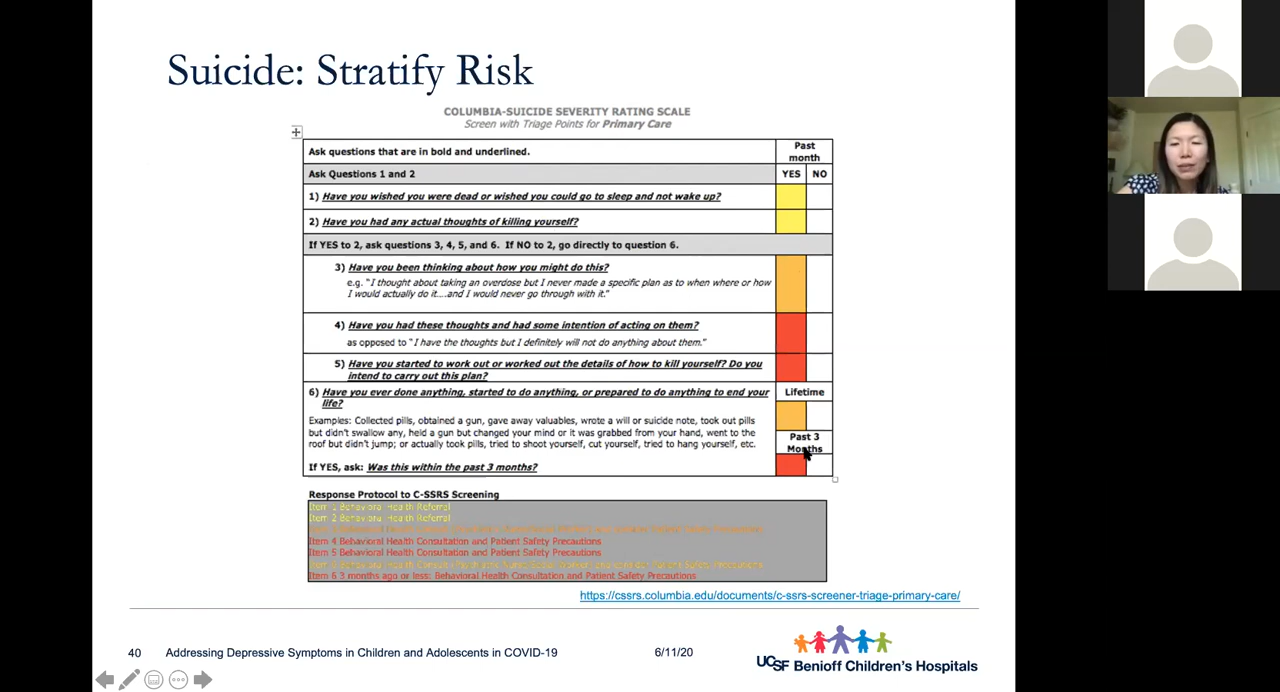 Suicide: Stratify Risk
COLUMBIA-SUICIDE SEVERITY RATING SCALE
Screen with Triage Points for Primary Care
Ask questions that are in bold and underlined.
Past
month
Ask Questions 1 and 2
YES NO
1) Have you wished you were dead or wished you could go to sleep and not wake up?
2) Have you had any actual thoughts of killing yourself?
If YES to 2, ask questions 3, 4, 5, and 6. If NO to 2, go directly to question 6.
3) Have you been thinking about how you might do this?
e.g. "I thought about taking an overdose but I never made a specific plan as to when where or how
I would actually do it....and I would never go through with it."
4) Have you had these thoughts and had some intention of acting on them?
as opposed to "I have the thoughts but I definitely will not do anything about them."
5) Have you started to work out or worked out the details of how to kill yourself? Do you
intend to carry out this plan?
6) Have you ever done anything, started to do anything, or prepared to do anything to end your
life?
Lifetime
Examples: Collected pills, obtained a gun, gave away valuables, wrote a will or suicide note, took out pills
but didn't swallow any, held a gun but changed your mind or it was grabbed from your hand, went to the
roof but didn't jump; or actually took pills, tried to shoot yourself, cut yourself, tried to hang yourself, etc.
Past 3
Months
If YES, ask: Was this within the past 3 months?
Response Protocol to C-SSRS Screening
Item 1 Behavioral Health Referral
Item 2 Behavioral Health Referral
Item 4 Behavioral Health Consultation and Patient Safety Precautions
Item 5 Behavioral Health Consultation and Patient Safety Precautions
Item 6 3 months ago or less: Behavioral Health Consultation and Patient Safety Precautions
https://cssrs.columbia.edu/documents/c-ssrs-screener-triage-primary-care/
40 Addressing Depressive Symptoms in Children and Adolescents in COVID-19 6/11/20
UCSF Benioff Children's Hospitals